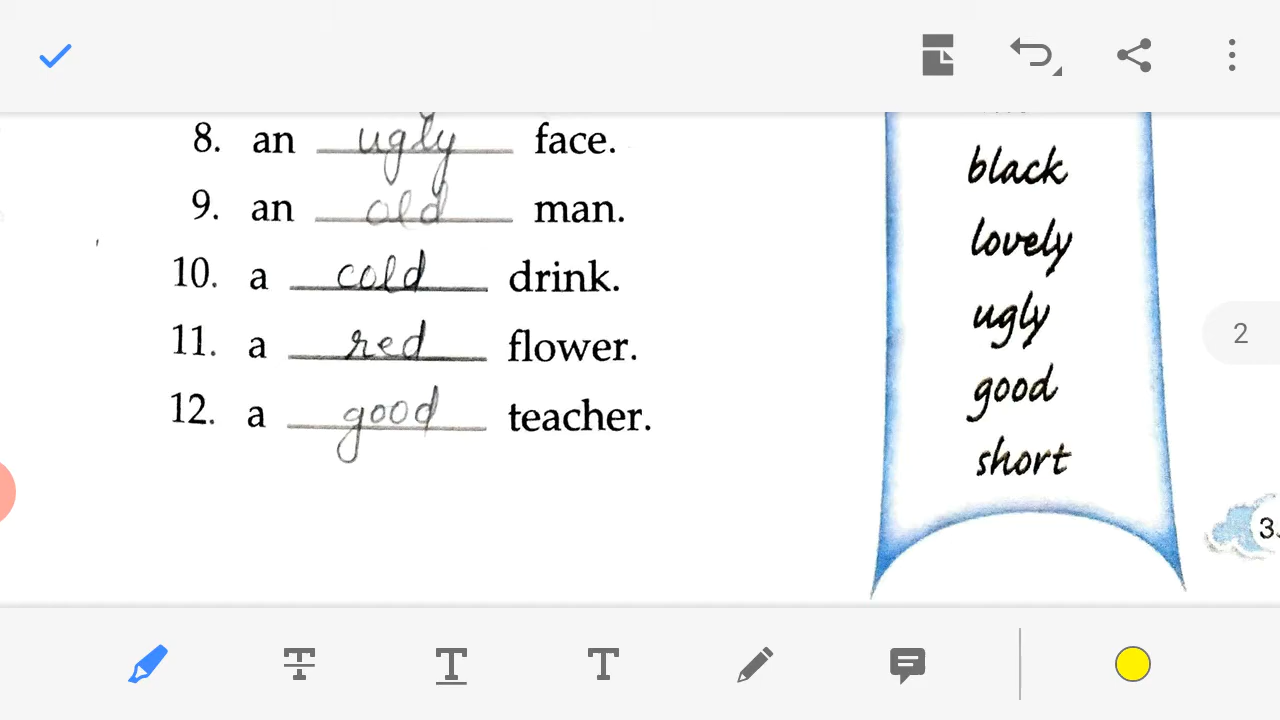 8. an ugly face.
9. an old man.
10. a cold drink.
11. a red flower.
12. a good teacher.
black
lovely
ugly
good
short
2